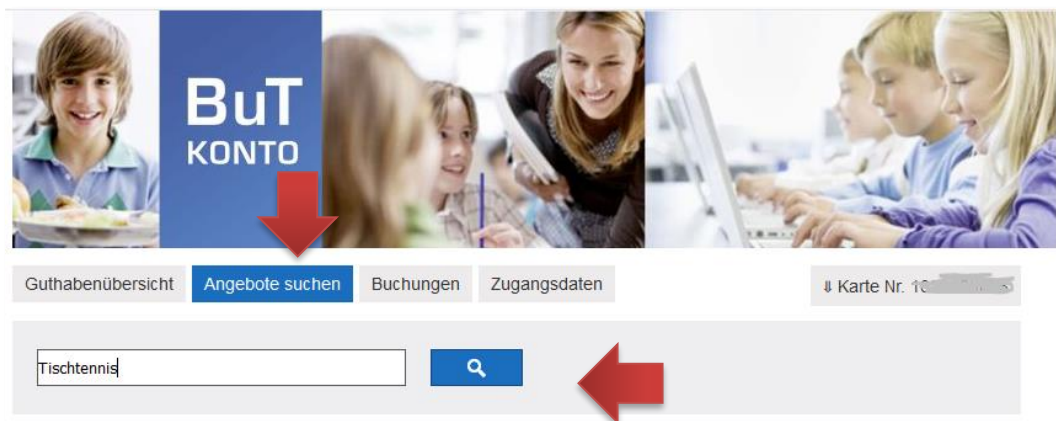 BuT
KONTO
Guthabenübersicht Angebote suchen Buchungen Zugangsdaten ⇓ Karte Nr.
Tischtennis